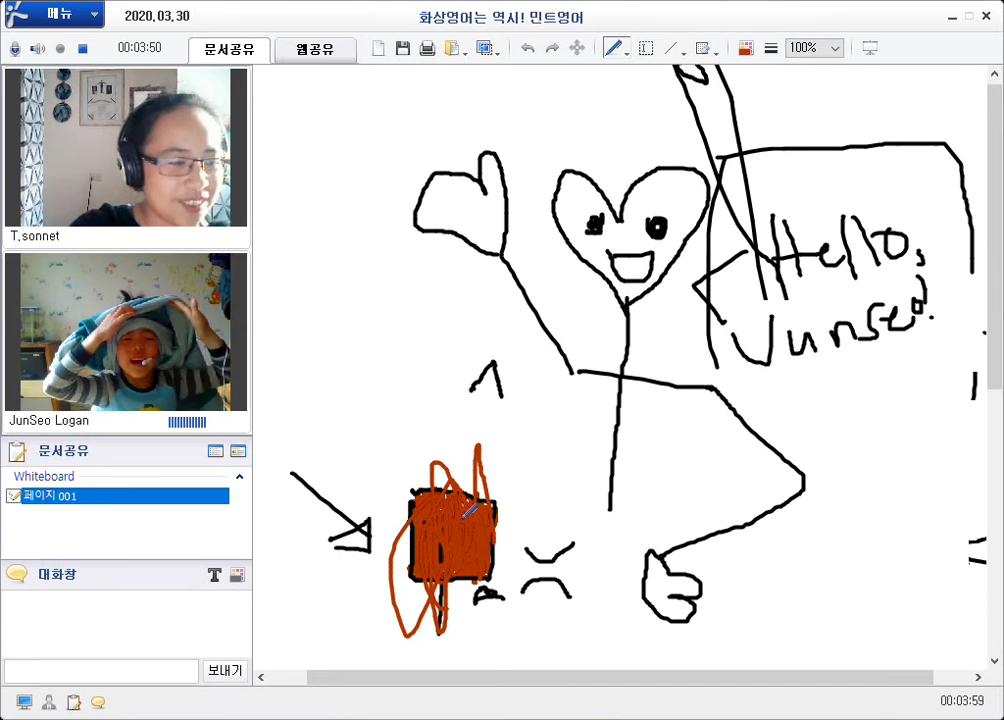 메뉴
2020,03,30
화상영어는 역시! 민트영어
00:03:50
문서공유
웹공유
100%
T.sonnet
JunSeo Logan
문서공유
Whiteboard
페이지 001
대화창
T
보내기
Hello,
Junseo!
00:03:59